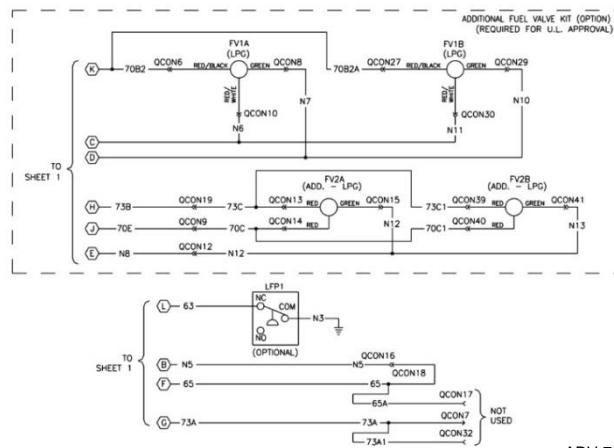 ADDITIONAL FUEL VALVE KIT (OPTION)
(REQUIRED FOR U.L. APPROVAL)
FV1A
(LPG)
FV1B
(LPG)
K 70B2 QCON6 RED/BLACK GREEN QCON8 70B2A QCON27 RED/BLACK GREEN QCON29
RED/
WHITE
RED/
WHITE
N7 N10
QCON10 QCON30
N6 N11
C
D
TO
SHEET 1
FV2A
(ADD. - LPG)
FV2B
(ADD. - LPG)
H 73B QCON19 73C QCON13 RED GREEN QCON15 73C1 QCON39 RED GREEN QCON41
J 70E QCON9 70C QCON14 RED N12 70C1 QCON40 RED N13
E N8 QCON12 N12
LFP1
NC
COM
NO
(OPTIONAL)
L 63 N3
TO
SHEET 1
B N5 N5 QCON16
QCON18
F 65 65
65A QCON17
G 73A 73A QCON7
73A1 QCON32
NOT
USED